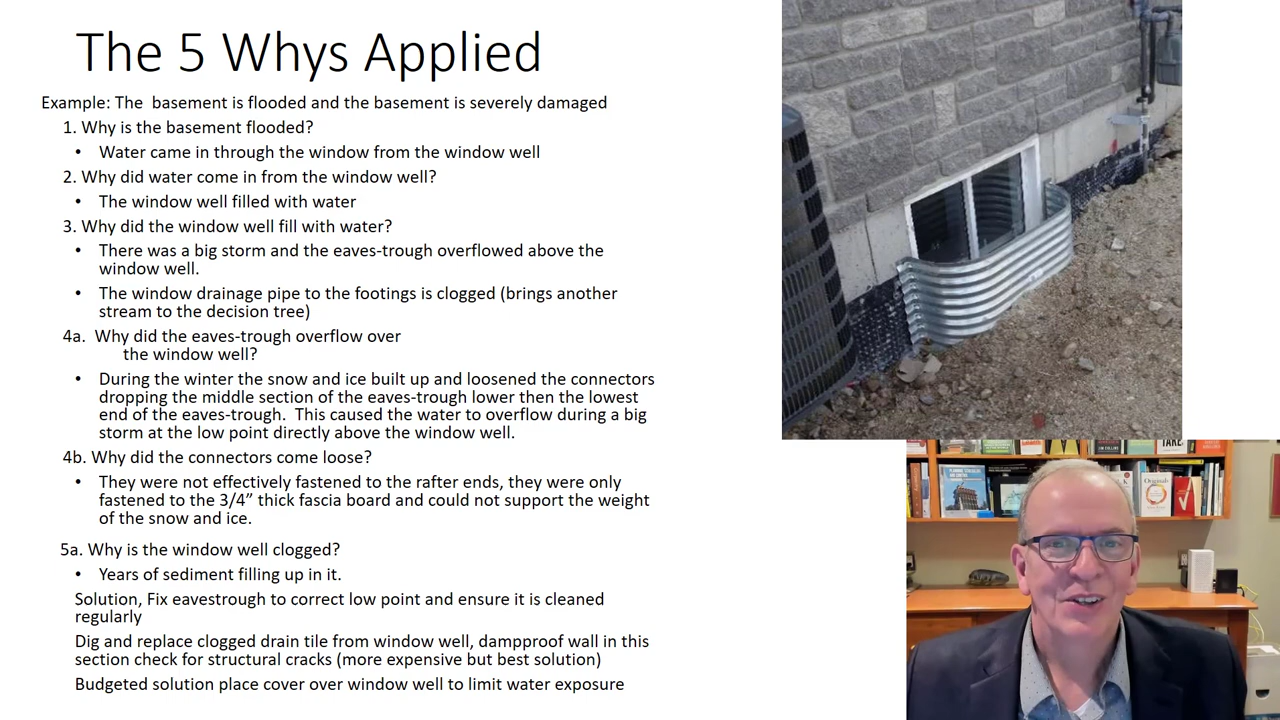 The 5 Whys Applied
Example: The  basement is flooded and the basement is severely damaged
1. Why is the basement flooded?
• Water came in through the window from the window well
2. Why did water come in from the window well?
• The window well filled with water
3. Why did the window well fill with water?
• There was a big storm and the eaves-trough overflowed above the
window well.
• The window drainage pipe to the footings is clogged (brings another
stream to the decision tree)
4a.  Why did the eaves-trough overflow over
the window well?
• During the winter the snow and ice built up and loosened the connectors
dropping the middle section of the eaves-trough lower then the lowest
end of the eaves-trough.  This caused the water to overflow during a big
storm at the low point directly above the window well.
4b. Why did the connectors come loose?
• They were not effectively fastened to the rafter ends, they were only
fastened to the 3/4” thick fascia board and could not support the weight
of the snow and ice.
5a. Why is the window well clogged?
• Years of sediment filling up in it.
Solution, Fix eavestrough to correct low point and ensure it is cleaned
regularly
Dig and replace clogged drain tile from window well, dampproof wall in this
section check for structural cracks (more expensive but best solution)
Budgeted solution place cover over window well to limit water exposure
Originals